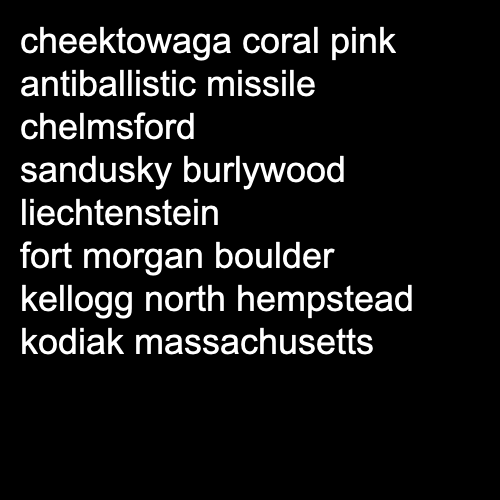 cheektowaga coral pink
antiballistic missile
chelmsford
sandusky burlywood
liechtenstein
fort morgan boulder
kellogg north hempstead
kodiak massachusetts